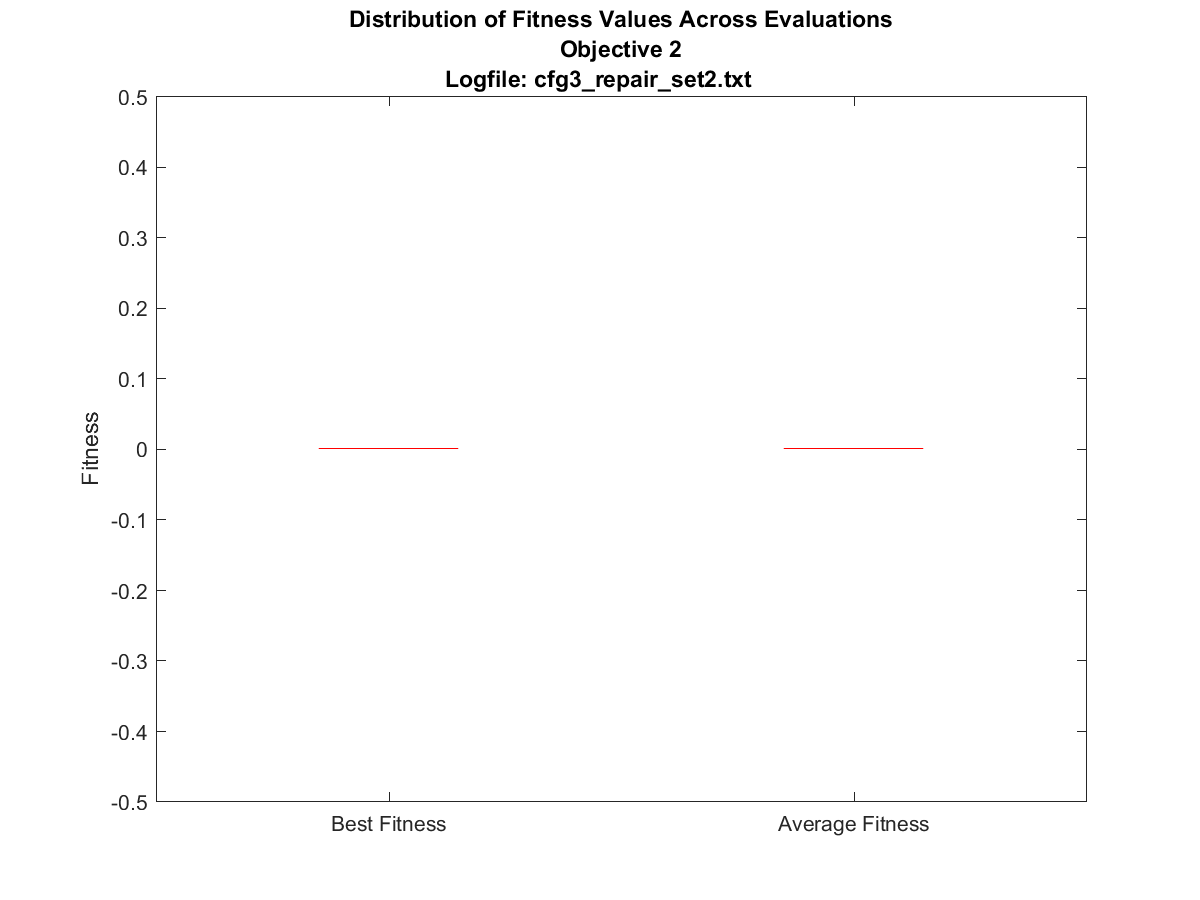 Distribution of Fitness Values Across Evaluations
Objective 2
Logfile: cfg3_repair_set2.txt
0.5
0.4
0.3
0.2
0.1
0
-0.1
-0.2
-0.3
-0.4
-0.5
Fitness
Best Fitness
Average Fitness